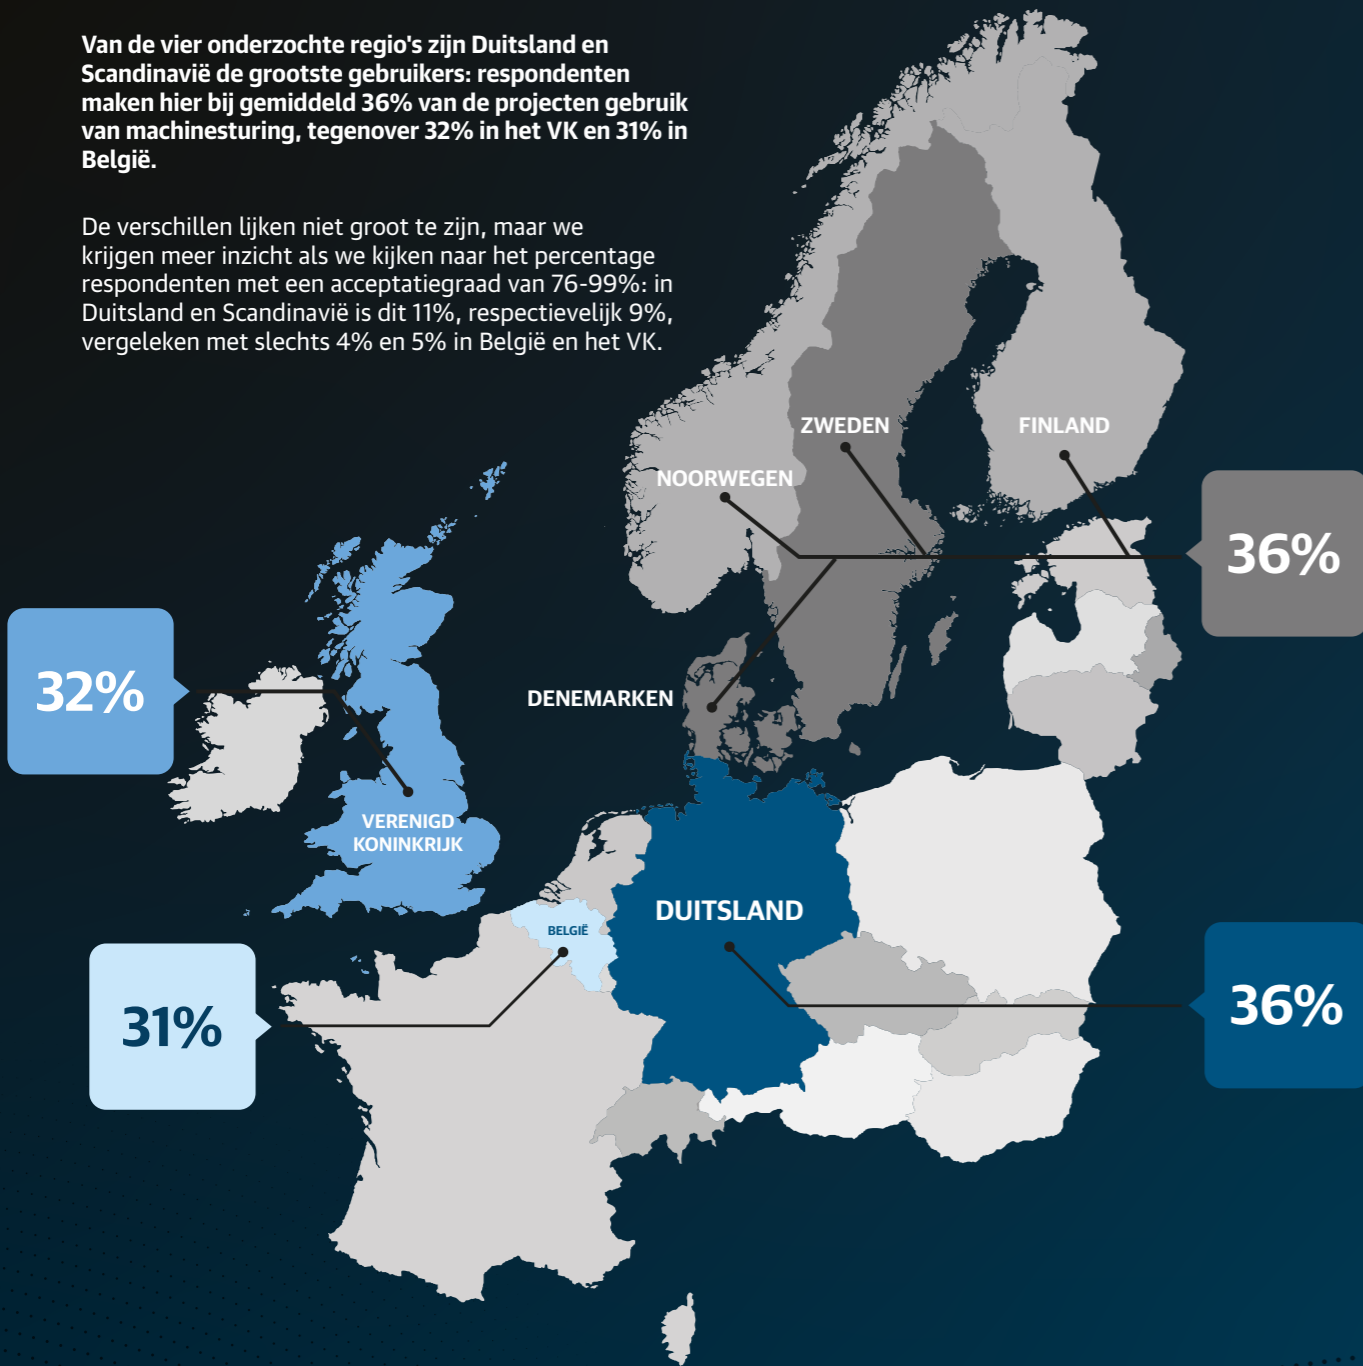 Van de vier onderzochte regio's zijn Duitsland en
Scandinavië de grootste gebruikers: respondenten
maken hier bij gemiddeld 36% van de projecten gebruik
van machinesturing, tegenover 32% in het VK en 31% in
België.
De verschillen lijken niet groot te zijn, maar we
krijgen meer inzicht als we kijken naar het percentage
respondenten met een acceptatiegraad van 76-99%: in
Duitsland en Scandinavië is dit 11%, respectievelijk 9%,
vergeleken met slechts 4% en 5% in België en het VK.
ZWEDEN
FINLAND
NOORWEGEN
36%
32%
DENEMARKEN
VERENIGD
KONINKRIJK
DUITSLAND
BELGIË
31%
36%